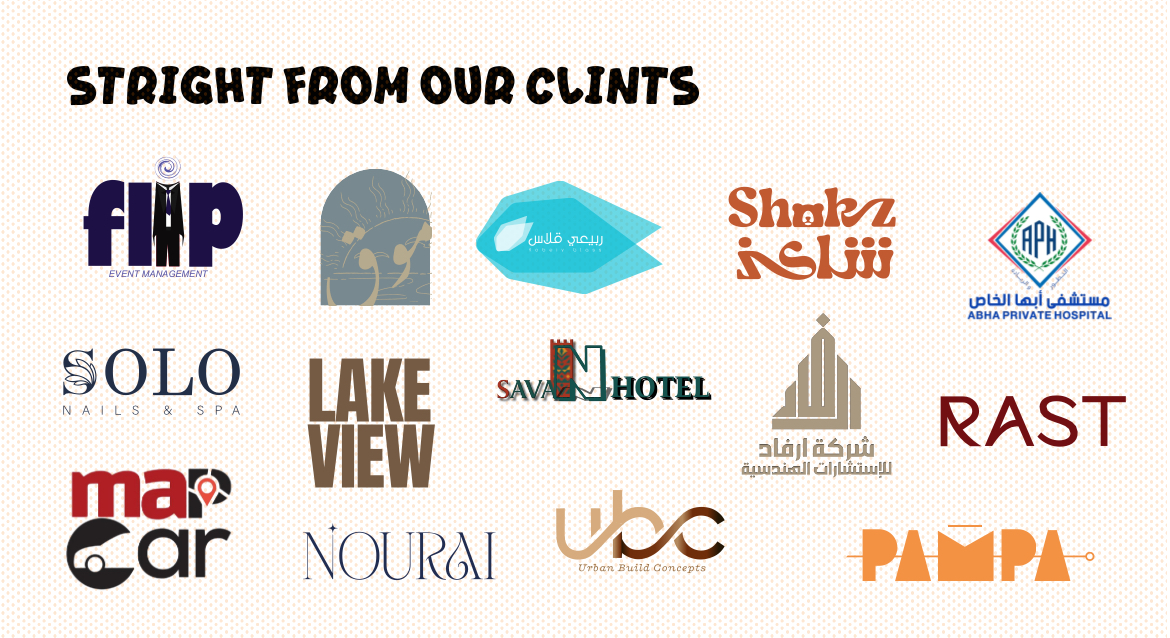 STRIGHT FROM OUR CLINTS
flip
EVENT MANAGEMENT
ربيعي قلاس
Shakz
شاكز
APH
مستشفى أبها الخاص
ABHA PRIVATE HOSPITAL
SOLO
NAILS & SPA
LAKE
VIEW
SAVAZ N HOTEL
شركة ارفاد
للإستشارات الهندسية
RAST
map
car
NOURAI
ubc
Urban Build Concepts
PAMPA